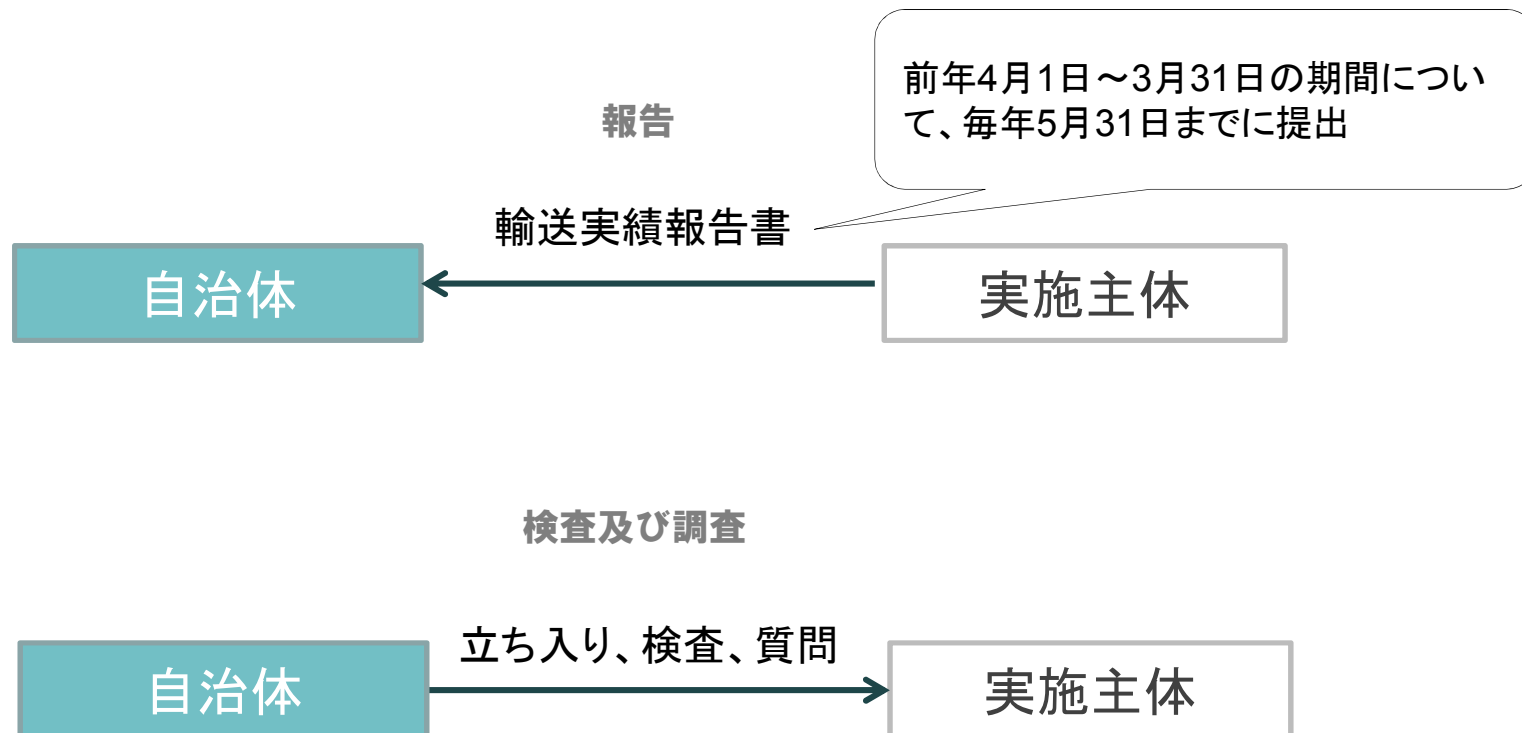 報告
前年4月1日～3月31日の期間につい
て、毎年5月31日までに提出
輸送実績報告書
自治体
実施主体
検査及び調査
立ち入り、検査、質問
自治体
実施主体